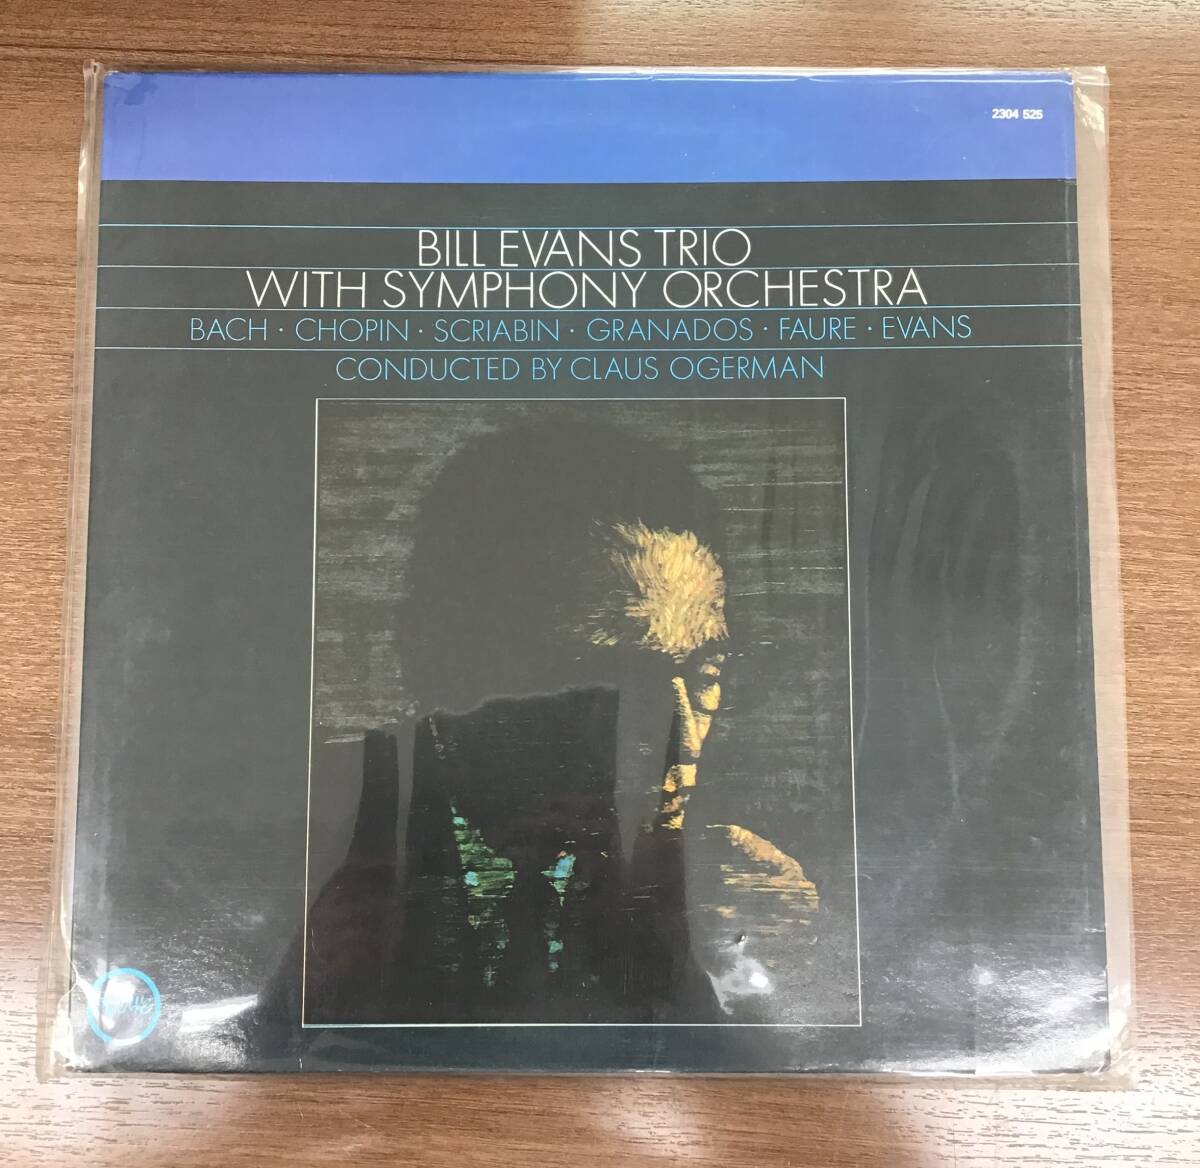 2304 525
BILL EVANS TRIO
WITH SYMPHONY ORCHESTRA
BACH · CHOPIN · SCRIABIN · GRANADOS · FAURE · EVANS
CONDUCTED BY CLAUS OGERMAN